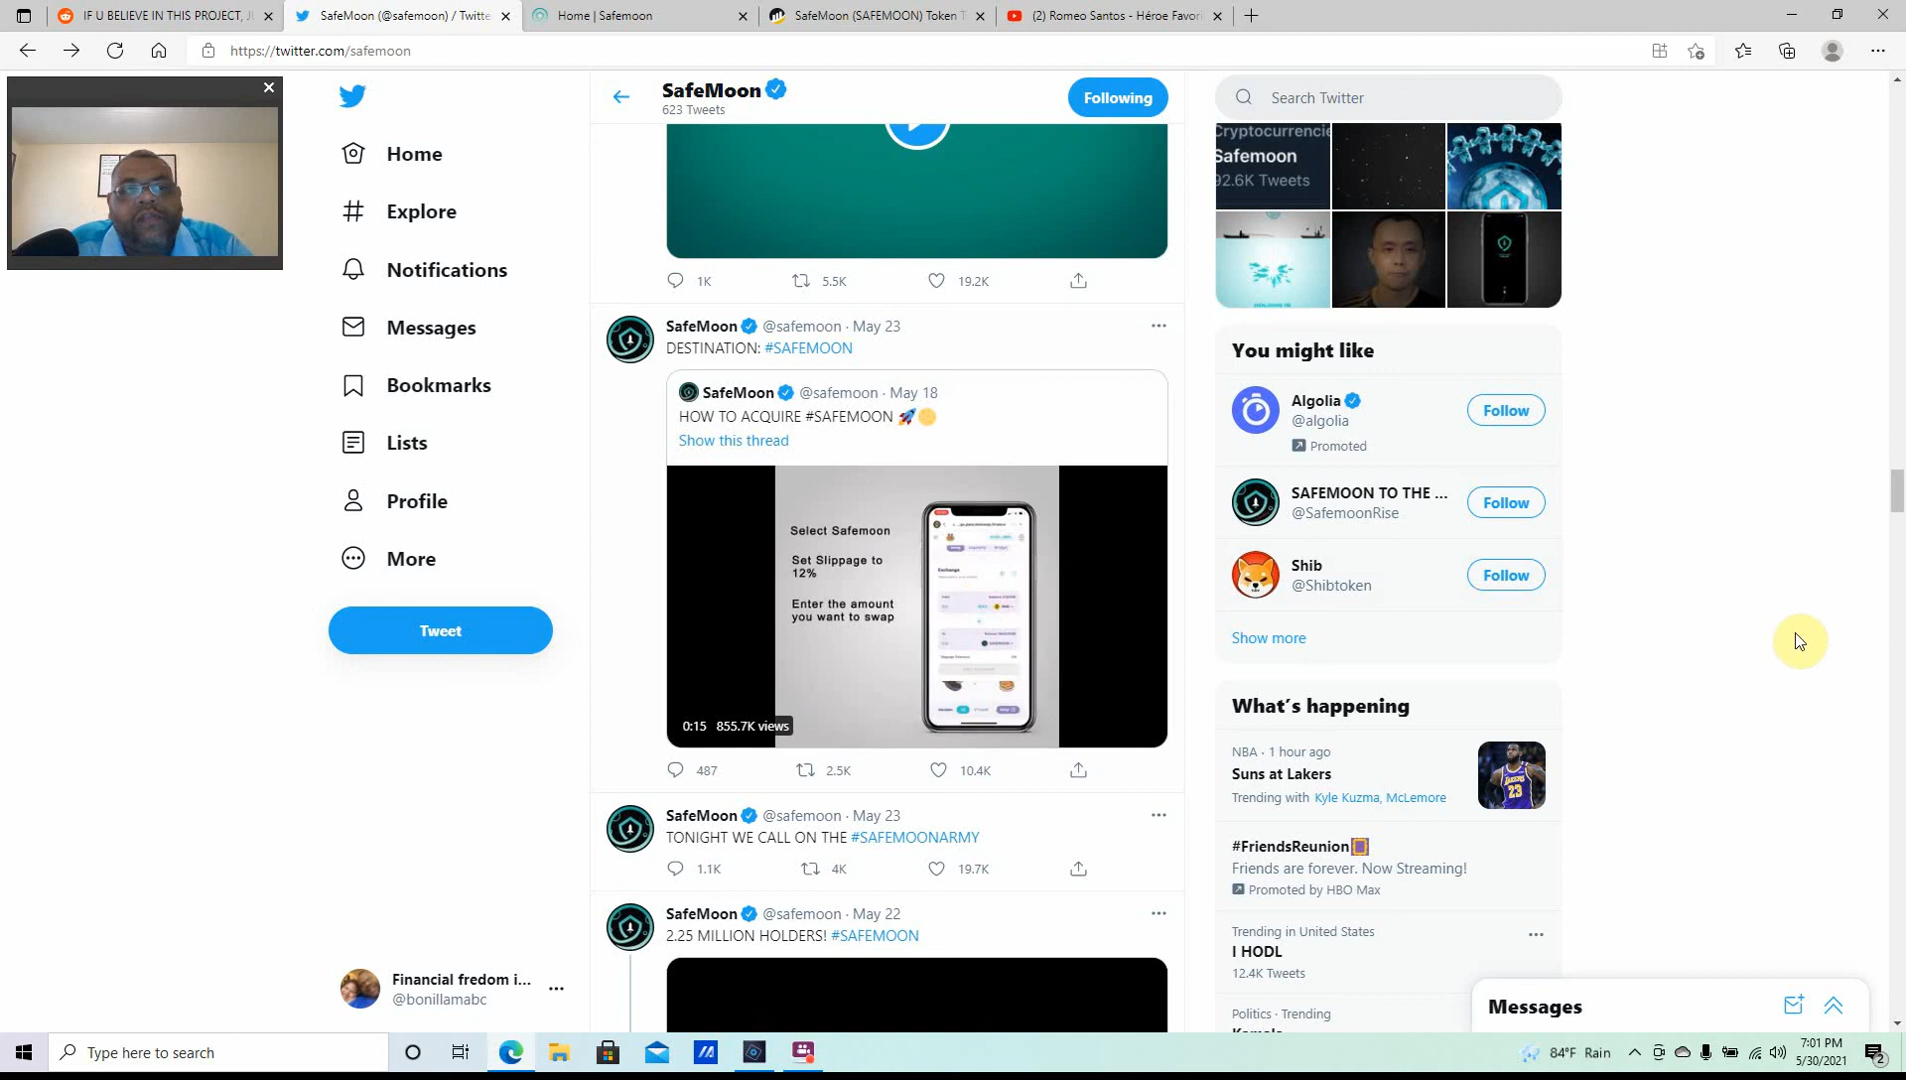 IF U BELIEVE IN THIS PROJECT, JU
SafeMoon (@safemoon) / Twitte
Home | Safemoon
SafeMoon (SAFEMOON) Token T
(2) Romeo Santos - Héroe Favori
https://twitter.com/safemoon
Home
Explore
Notifications
Messages
Bookmarks
Lists
Profile
More
Tweet
Financial fredom i...
@bonillamabc
SafeMoon
623 Tweets
Following
1K
5.5K
19.2K
SafeMoon @safemoon · May 23
DESTINATION: #SAFEMOON
SafeMoon @safemoon · May 18
HOW TO ACQUIRE #SAFEMOON 🚀🌕
Show this thread
Select Safemoon
Set Slippage to
12%
Enter the amount
you want to swap
Exchange
0:15 855.7K views
487
2.5K
10.4K
SafeMoon @safemoon · May 23
TONIGHT WE CALL ON THE #SAFEMOONARMY
1.1K
4K
19.7K
SafeMoon @safemoon · May 22
2.25 MILLION HOLDERS! #SAFEMOON
Search Twitter
Cryptocurrencie
Safemoon
92.6K Tweets
You might like
Algolia
@algolia
Promoted
Follow
SAFEMOON TO THE ...
@SafemoonRise
Follow
Shib
@Shibtoken
Follow
Show more
What's happening
NBA · 1 hour ago
Suns at Lakers
Trending with Kyle Kuzma, McLemore
#FriendsReunion
Friends are forever. Now Streaming!
Promoted by HBO Max
Trending in United States
I HODL
12.4K Tweets
Politics · Trending
Messages
Type here to search
84°F Rain
7:01 PM
5/30/2021
2